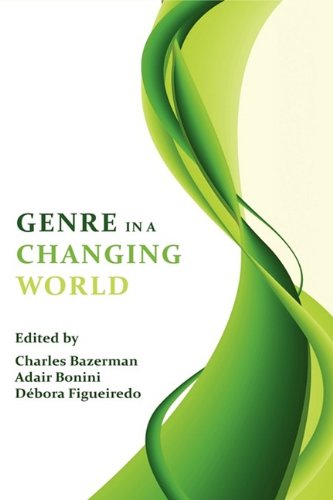 GENRE IN A
CHANGING
WORLD
Edited by
Charles Bazerman
Adair Bonini
Débora Figueiredo